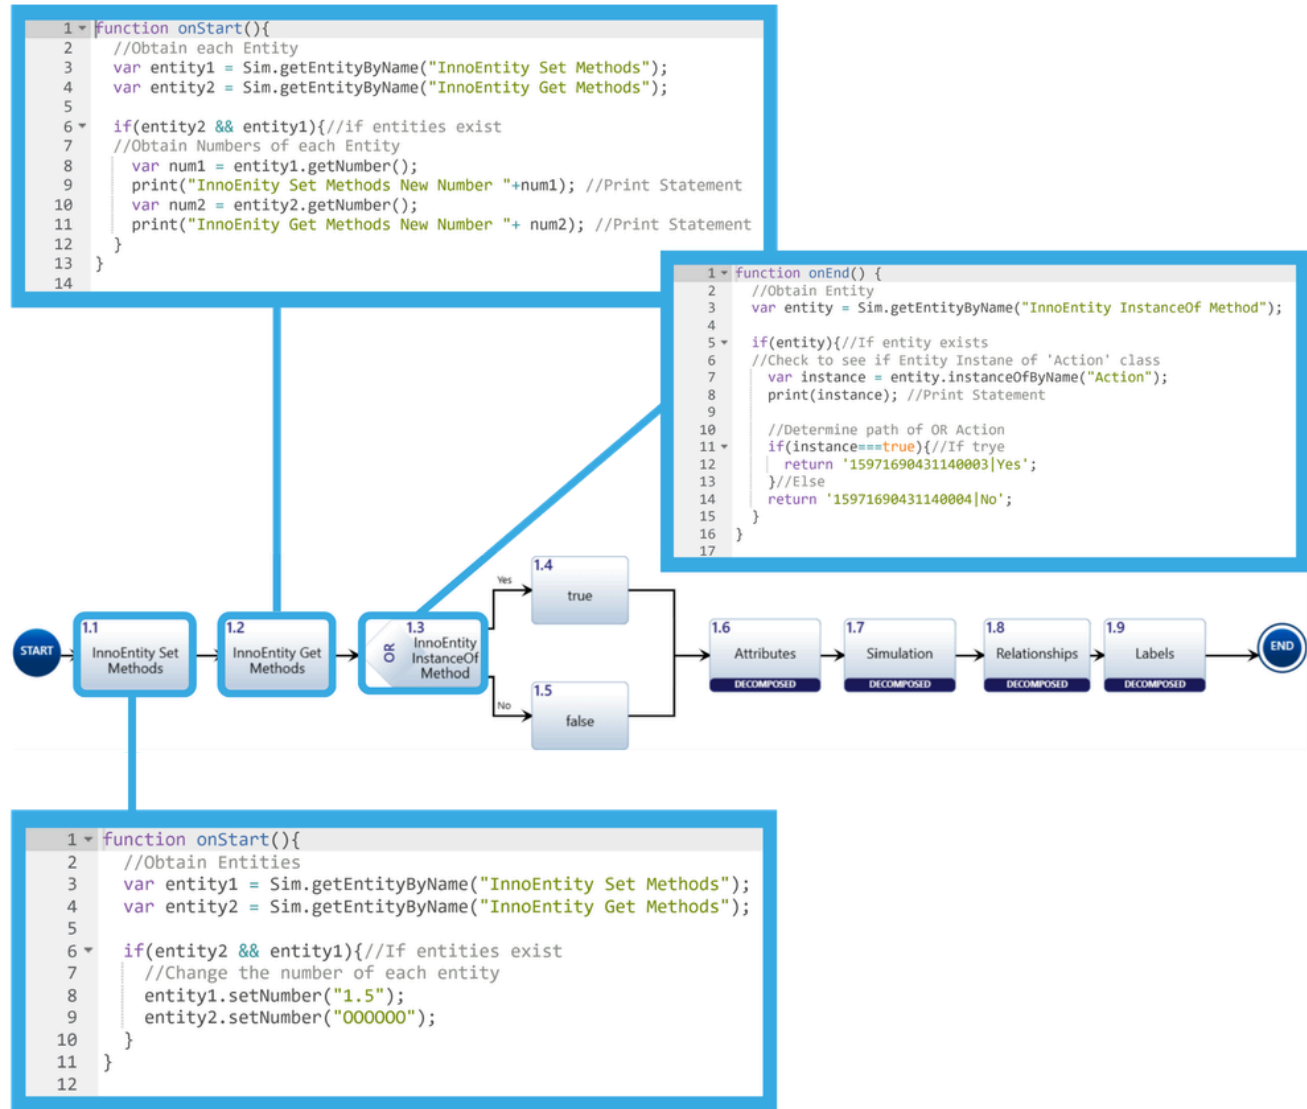 1 function onStart(){
2 //Obtain each Entity
3 var entity1 = Sim.getEntityByName("InnoEntity Set Methods");
4 var entity2 = Sim.getEntityByName("InnoEntity Get Methods");
5
6 if(entity2 && entity1){//if entities exist
7 //Obtain Numbers of each Entity
8 var num1 = entity1.getNumber();
9 print("InnoEnity Set Methods New Number "+num1); //Print Statement
10 var num2 = entity2.getNumber();
11 print("InnoEnity Get Methods New Number "+ num2); //Print Statement
12 }
13 }
14
1 function onEnd() {
2 //Obtain Entity
3 var entity = Sim.getEntityByName("InnoEntity InstanceOf Method");
4
5 if(entity){//If entity exists
6 //Check to see if Entity Instane of 'Action' class
7 var instance = entity.instanceOfByName("Action");
8 print(instance); //Print Statement
9
10 //Determine path of OR Action
11 if(instance===true){//If trye
12 return '15971690431140003|Yes';
13 }//Else
14 return '15971690431140004|No';
15 }
16 }
17
START
1.1
InnoEntity Set
Methods
1.2
InnoEntity Get
Methods
OR
1.3
InnoEntity
InstanceOf
Method
Yes
1.4
true
No
1.5
false
1.6
Attributes
DECOMPOSED
1.7
Simulation
DECOMPOSED
1.8
Relationships
DECOMPOSED
1.9
Labels
DECOMPOSED
END
1 function onStart(){
2 //Obtain Entities
3 var entity1 = Sim.getEntityByName("InnoEntity Set Methods");
4 var entity2 = Sim.getEntityByName("InnoEntity Get Methods");
5
6 if(entity2 && entity1){//If entities exist
7 //Change the number of each entity
8 entity1.setNumber("1.5");
9 entity2.setNumber("OOOOOO");
10 }
11 }
12